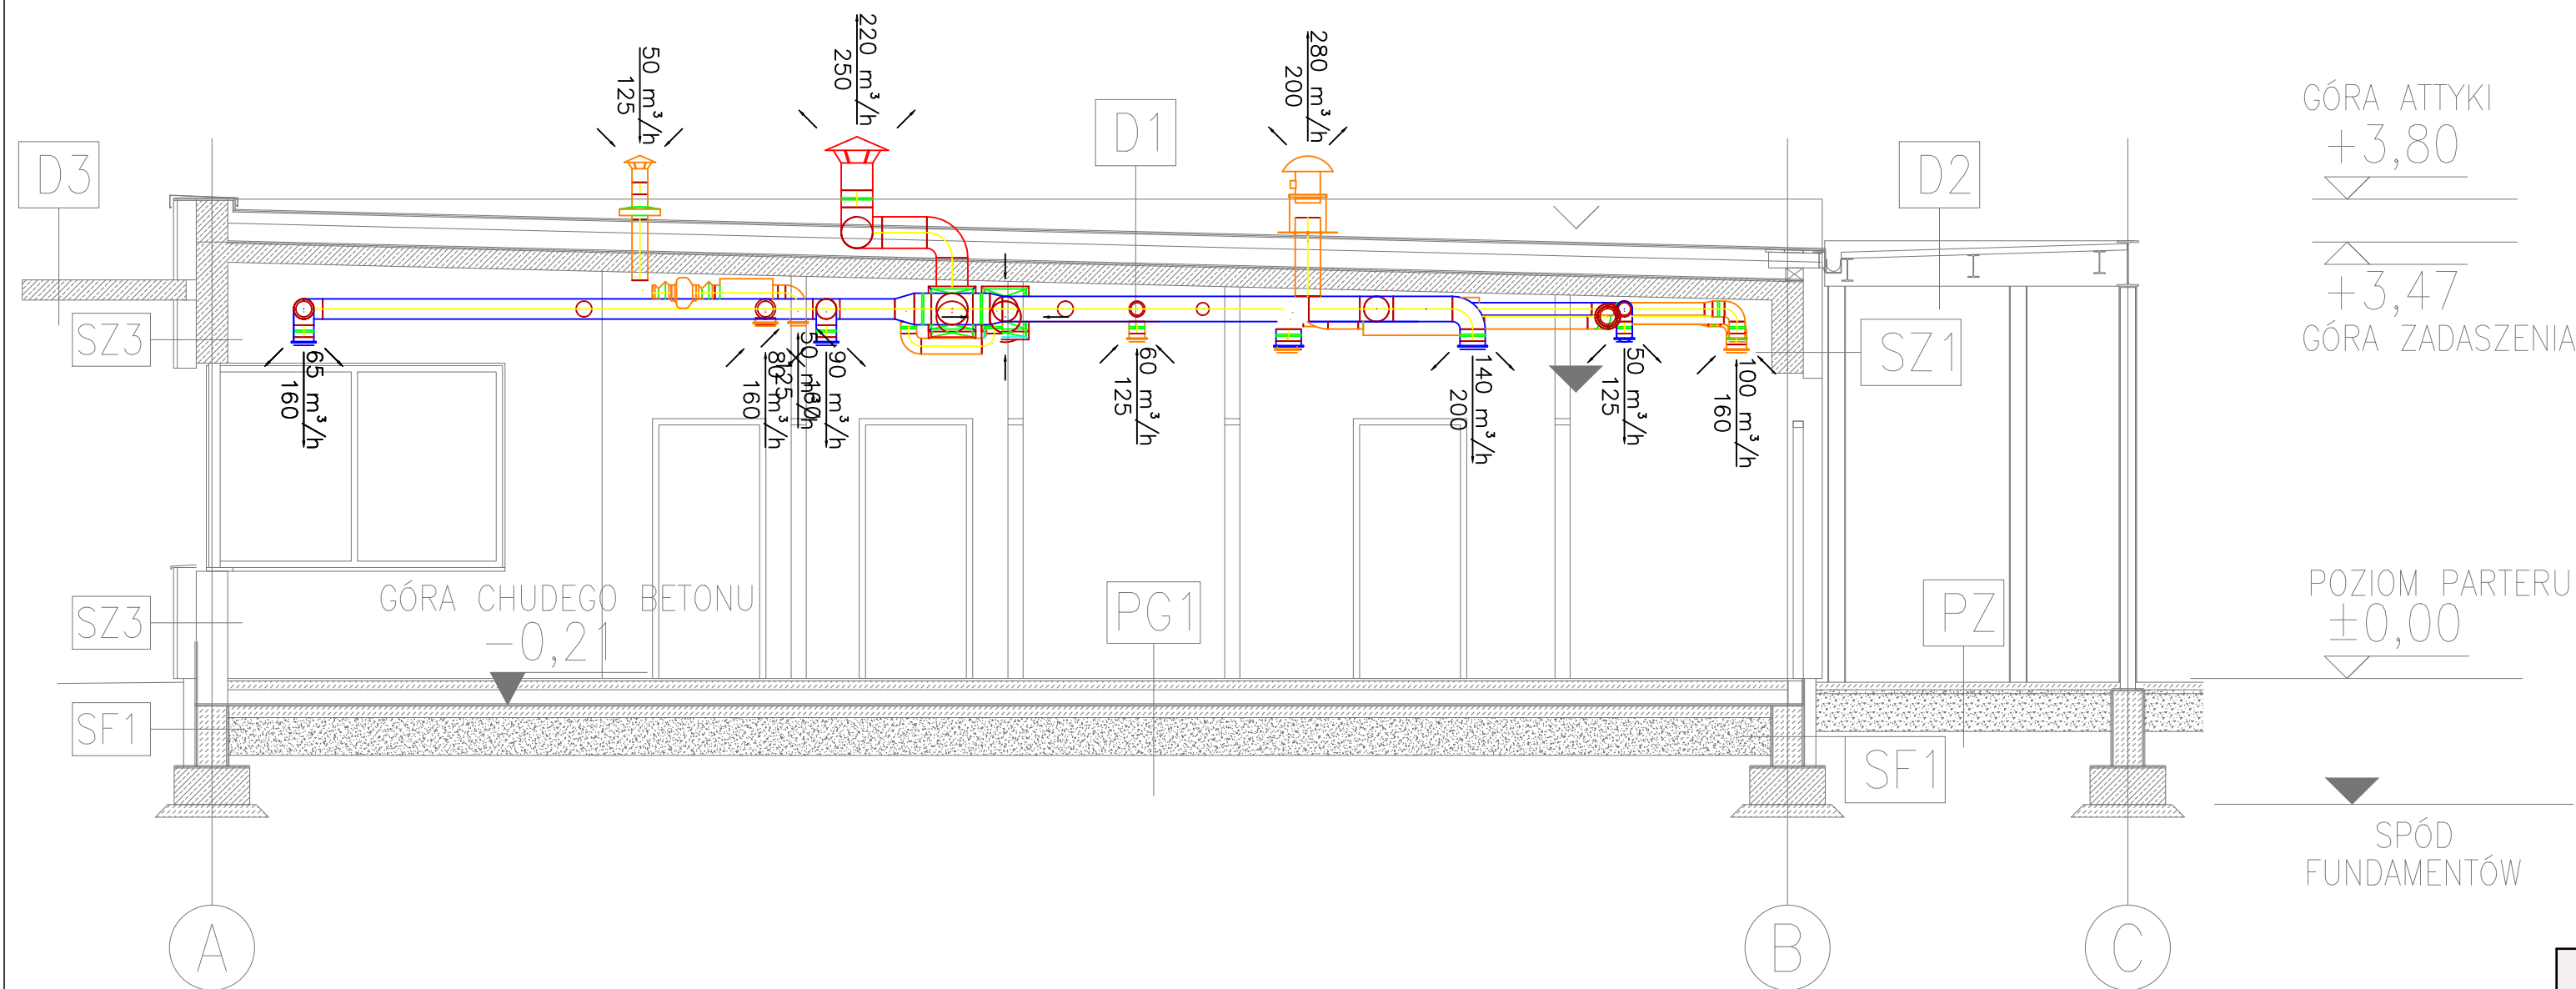 50 m³/h
125
220 m³/h
250
280 m³/h
200
D3
D1
D2
GÓRA ATTYKI
+3,80
+3,47
GÓRA ZADASZENIA
SZ3
SZ1
65 m³/h
160
80 m³/h
160
50 m³/h
125
90 m³/h
160
60 m³/h
125
140 m³/h
200
50 m³/h
125
100 m³/h
160
GÓRA CHUDEGO BETONU
-0,21
SZ3
PG1
PZ
POZIOM PARTERU
±0,00
SF1
SF1
SPÓD
FUNDAMENTÓW
A
B
C